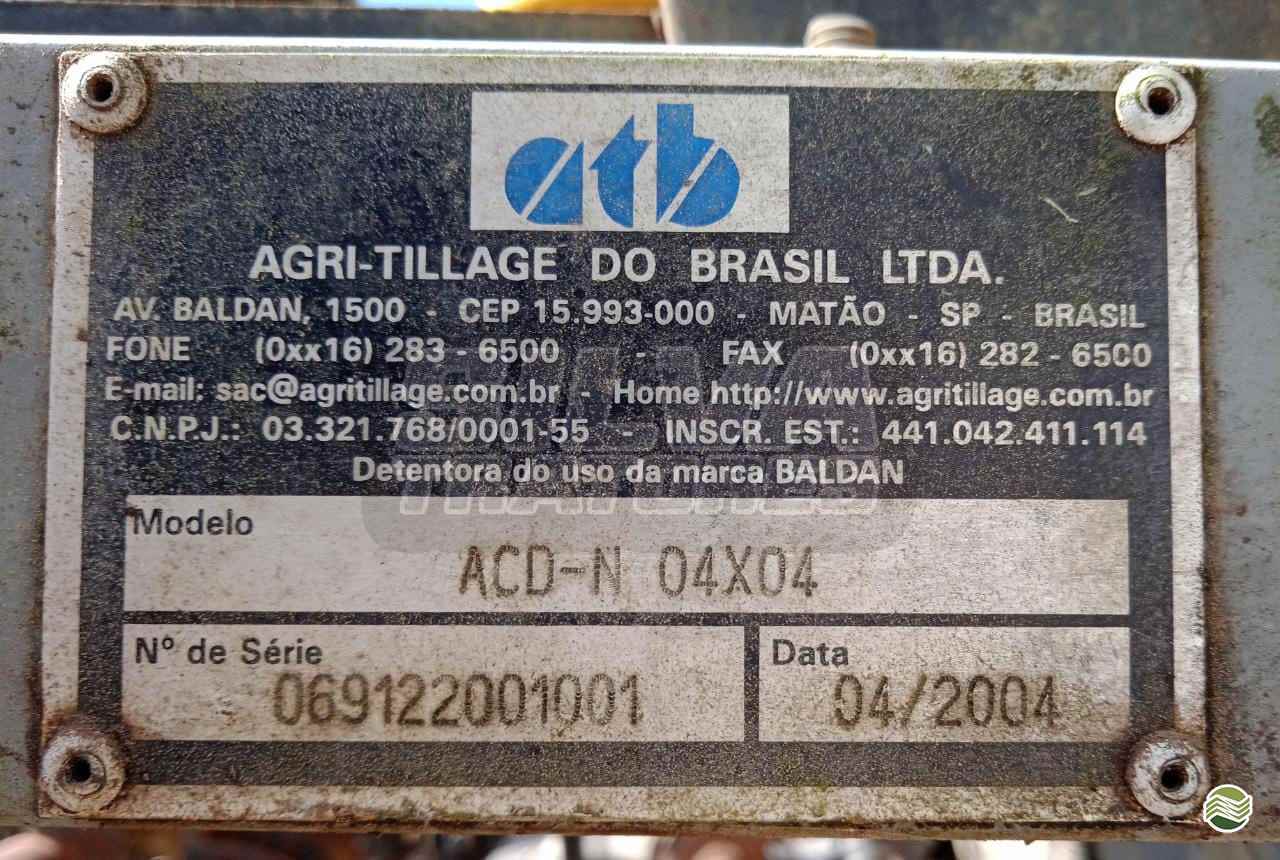 atb
AGRI-TILLAGE DO BRASIL LTDA.
AV. BALDAN, 1500 - CEP 15.993-000 - MATÃO - SP - BRASIL
FONE (0xx16) 283 - 6500 - FAX (0xx16) 282 - 6500
E-mail: sac@agritillage.com.br - Home http://www.agritillage.com.br
C.N.P.J.: 03.321.768/0001-55 - INSCR. EST.: 441.042.411.114
Detentora do uso da marca BALDAN
Modelo
ACD-N 04X04
Nº de Série
069122001001
Data
04/2004